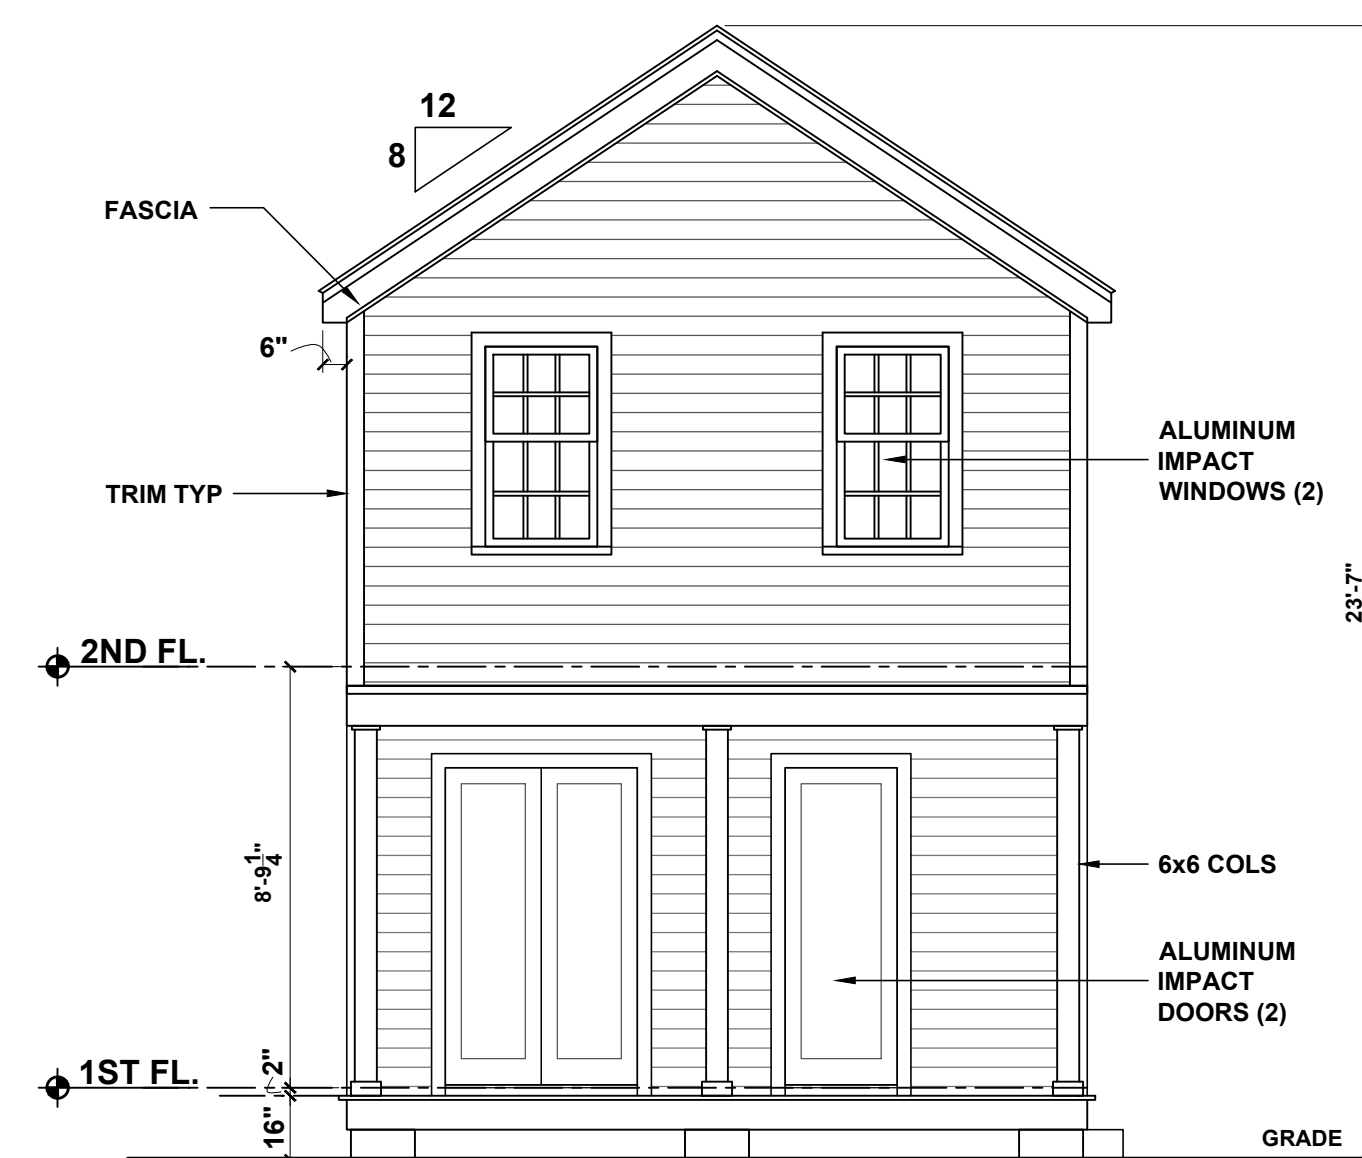 12
8
FASCIA
6"
ALUMINUM
IMPACT
WINDOWS (2)
TRIM TYP
23'-7"
2ND FL.
8'-9 1/4"
6x6 COLS
ALUMINUM
IMPACT
DOORS (2)
1ST FL.
2"
16"
GRADE